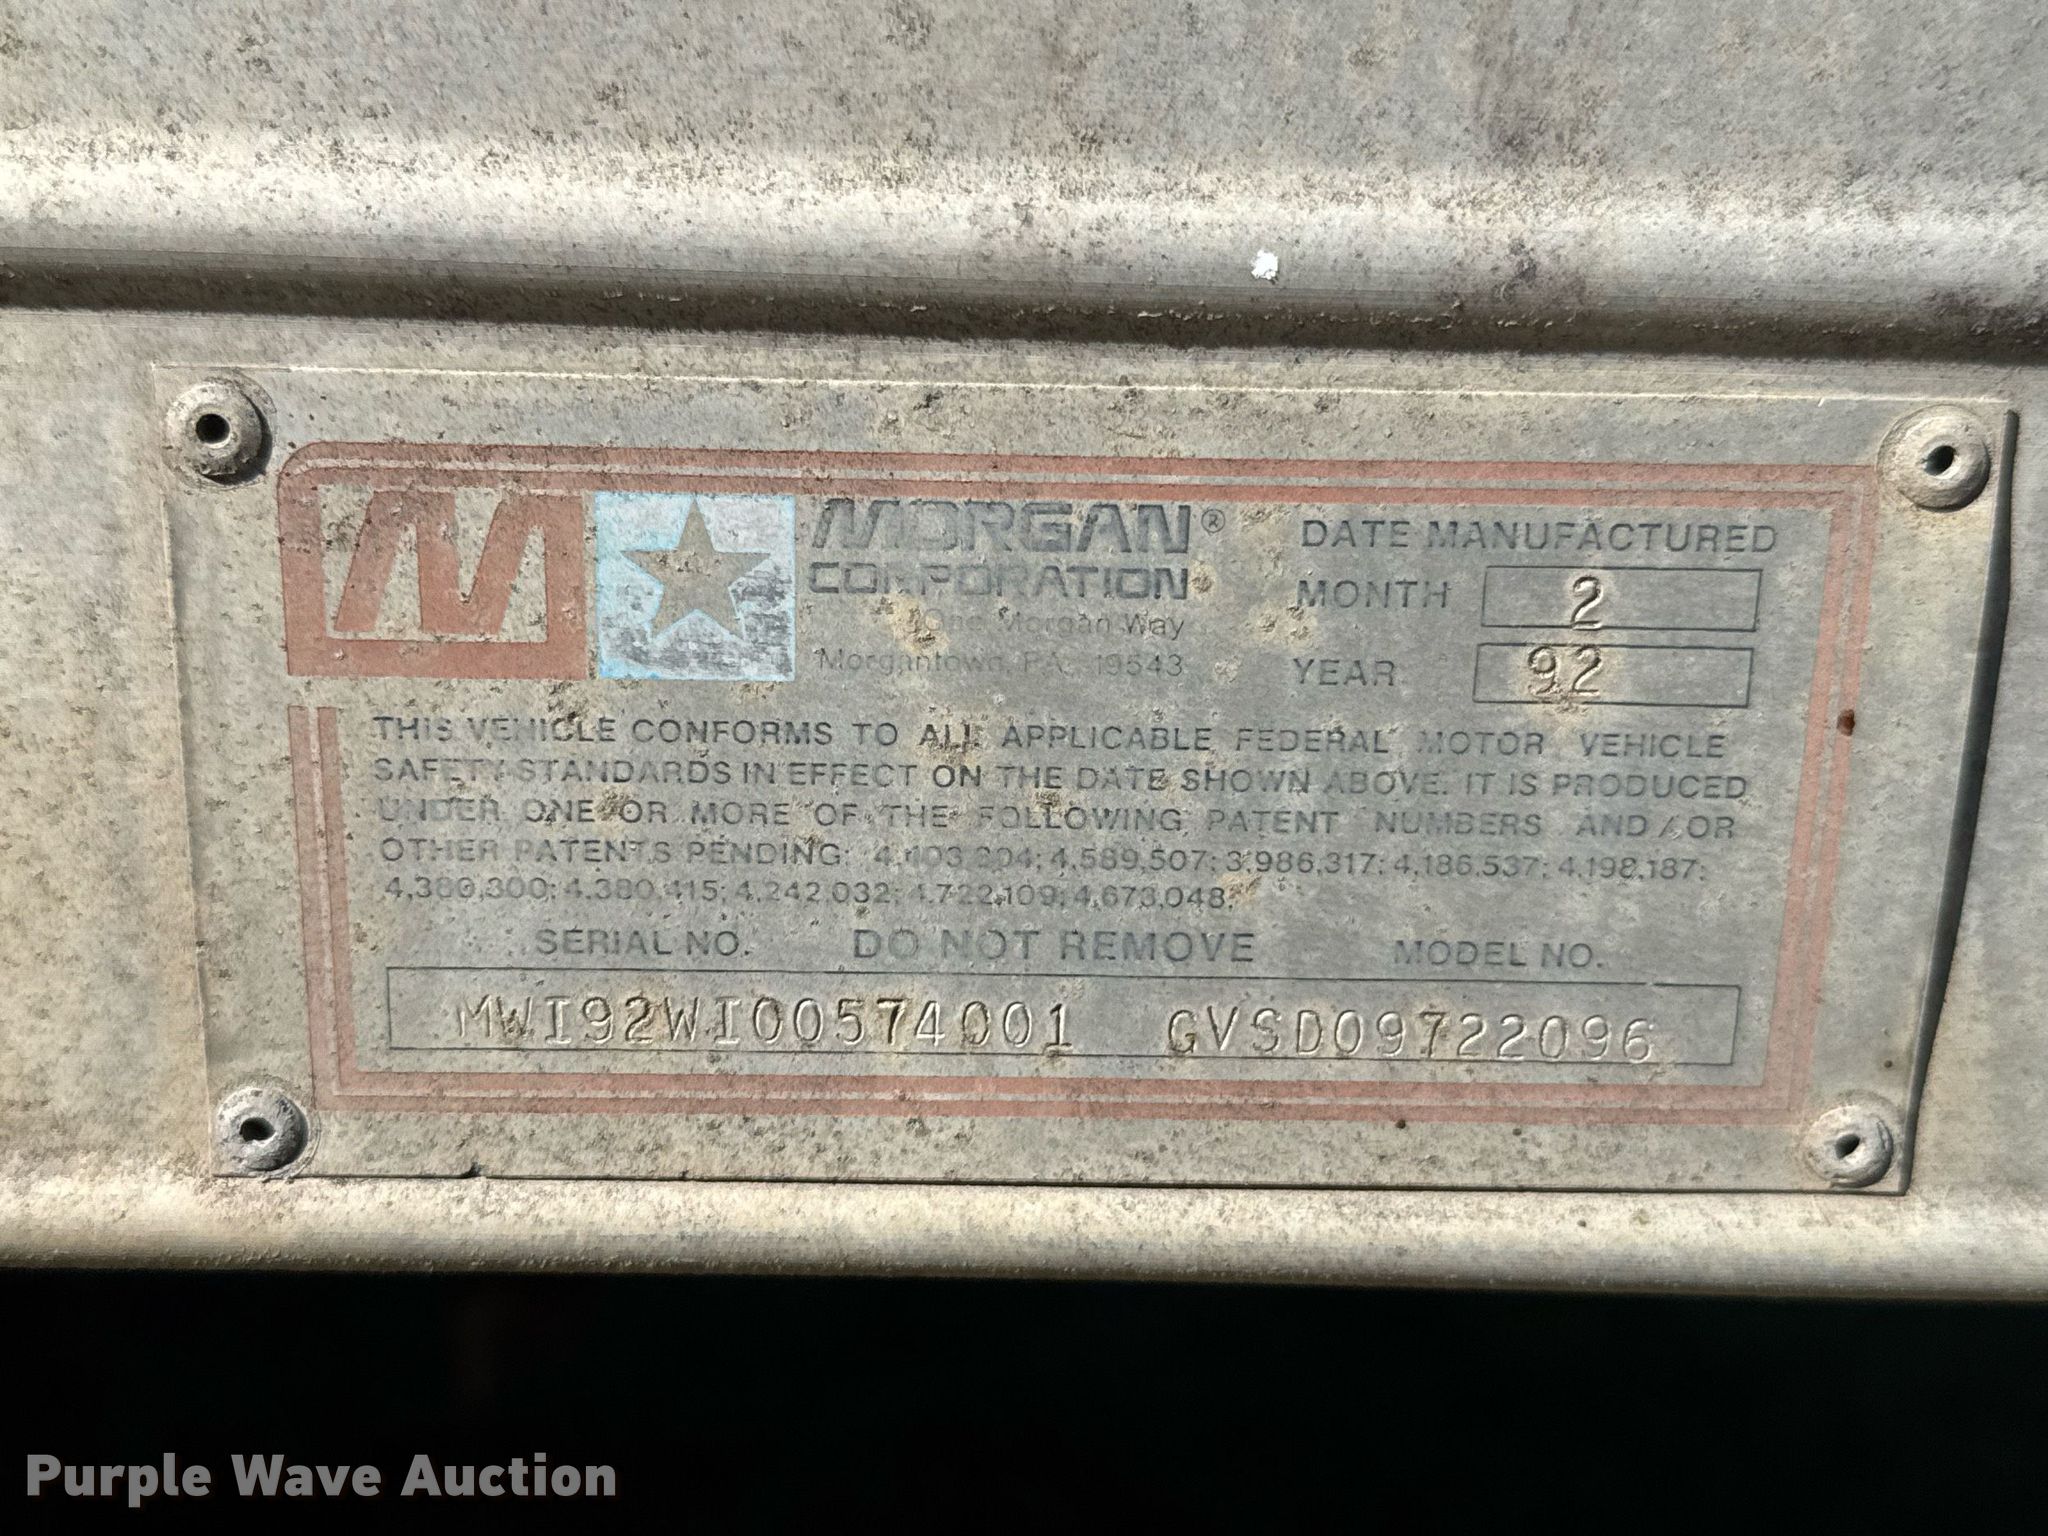 MORGAN®
CORPORATION
One Morgan Way
Morgantown, PA. 19543
DATE MANUFACTURED
MONTH 2
YEAR 92
THIS VEHICLE CONFORMS TO ALL APPLICABLE FEDERAL MOTOR VEHICLE
SAFETY STANDARDS IN EFFECT ON THE DATE SHOWN ABOVE. IT IS PRODUCED
UNDER ONE OR MORE OF THE FOLLOWING PATENT NUMBERS AND/OR
OTHER PATENTS PENDING: 4,589,507; 3,986,317; 4,186,537; 4,198,187;
4,380,415; 4,242,032; 4,722,109; 4,673,048.
SERIAL NO. DO NOT REMOVE MODEL NO.
MWI92WI00574001 GVSD09722096
Purple Wave Auction